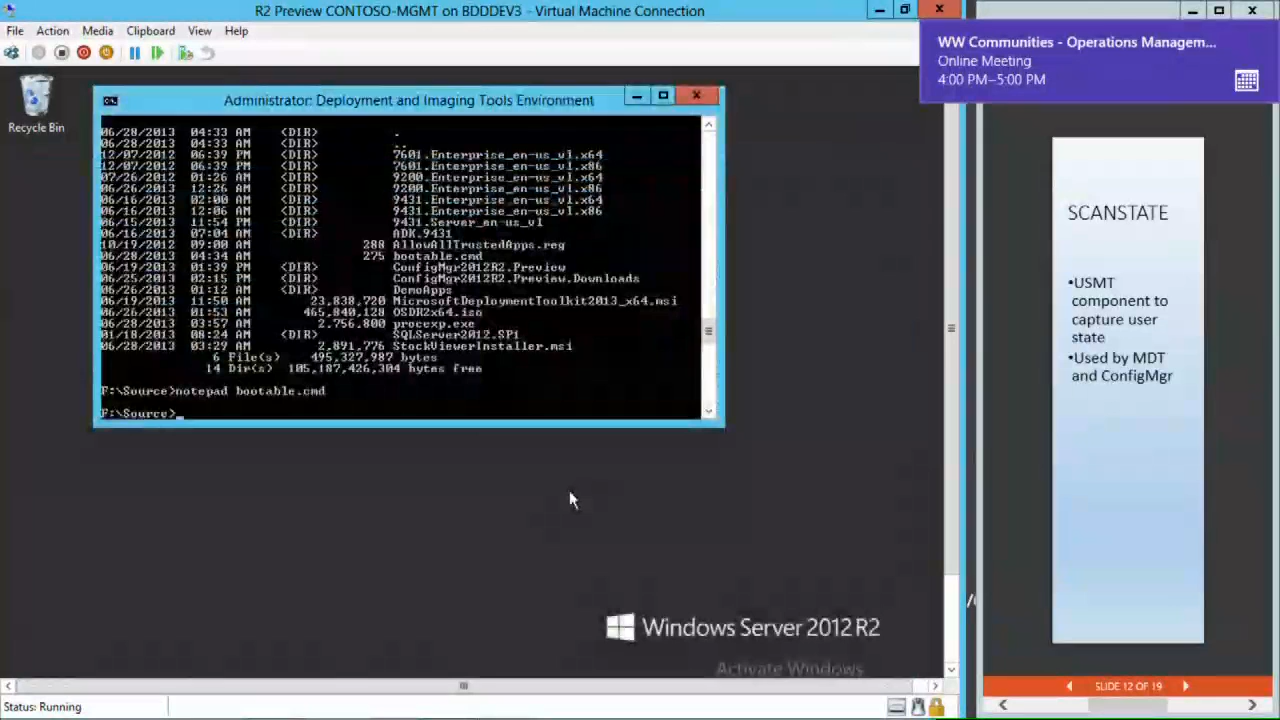 R2 Preview CONTOSO-MGMT on BDDDEV3 - Virtual Machine Connection
File Action Media Clipboard View Help
WW Communities - Operations Managem...
Online Meeting
4:00 PM–5:00 PM
Recycle Bin
Administrator: Deployment and Imaging Tools Environment
06/28/2013 04:33 AM <DIR> .
06/28/2013 04:33 AM <DIR> ..
12/07/2012 06:39 PM <DIR> 7601.Enterprise_en-us_vl.x64
12/07/2012 06:39 PM <DIR> 7601.Enterprise_en-us_vl.x86
07/26/2012 01:26 AM <DIR> 9200.Enterprise_en-us_vl.x64
06/26/2013 12:26 AM <DIR> 9200.Enterprise_en-us_vl.x86
06/16/2013 02:00 AM <DIR> 9431.Enterprise_en-us_vl.x64
06/16/2013 12:06 AM <DIR> 9431.Enterprise_en-us_vl.x86
06/15/2013 11:54 PM <DIR> 9431.Server_en-us_vl
06/16/2013 07:04 AM <DIR> ADK.9431
10/19/2012 09:00 AM 288 AllowAllTrustedApps.reg
06/28/2013 04:34 AM 275 bootable.cmd
06/19/2013 01:39 PM <DIR> ConfigMgr2012R2.Preview
06/25/2013 02:15 PM <DIR> ConfigMgr2012R2.Preview.Downloads
06/26/2013 01:12 AM <DIR> DemoApps
06/19/2013 11:50 AM 23,838,720 MicrosoftDeploymentToolkit2013_x64.msi
06/26/2013 01:53 AM 465,840,128 OSDR2x64.iso
06/28/2013 03:57 AM 2,756,800 procexp.exe
01/18/2013 08:24 AM <DIR> SQLServer2012.SP1
06/28/2013 03:29 AM 2,891,776 StockViewerInstaller.msi
6 File(s) 495,327,987 bytes
14 Dir(s) 105,187,426,304 bytes free
F:\Source>notepad bootable.cmd
F:\Source>_
Windows Server 2012 R2
Activate Windows
Status: Running
SCANSTATE
•USMT
component to
capture user
state
•Used by MDT
and ConfigMgr
SLIDE 12 OF 19